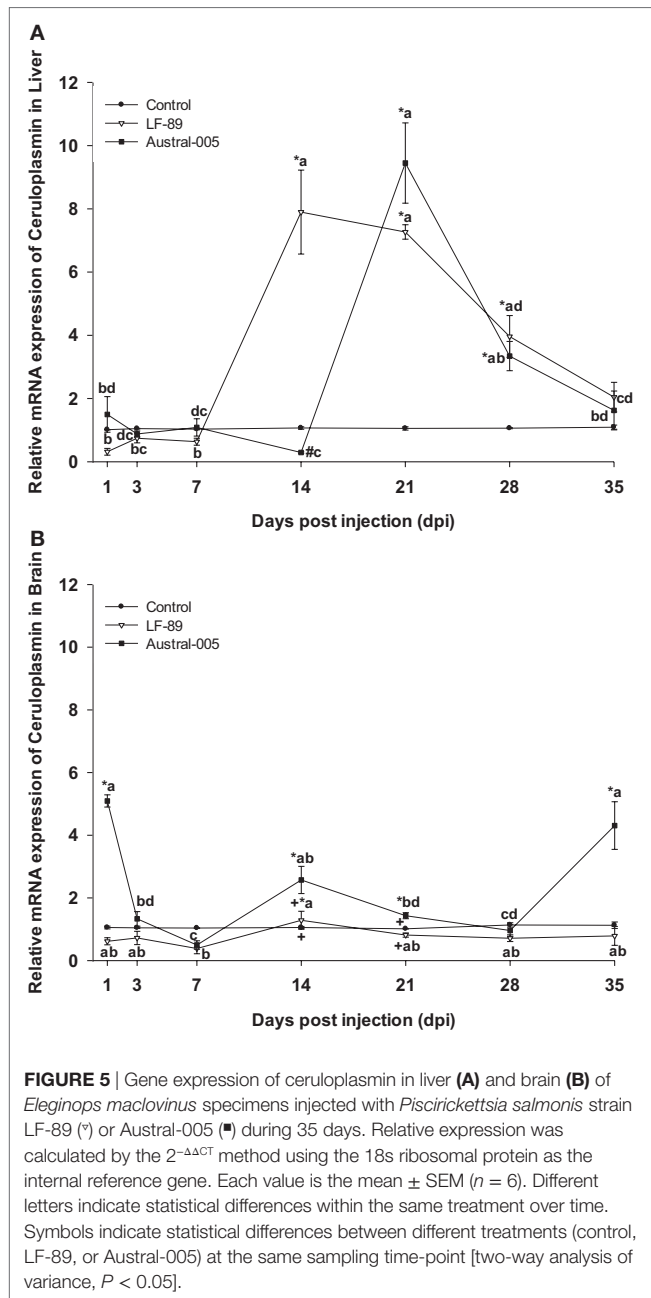 A
Relative mRNA expression of Ceruloplasmin in Liver
12
10
8
6
4
2
0
Control
LF-89
Austral-005
*a
*a
*a
*ad
*ab
bd
b
dc
bc
dc
b
#c
cd
bd
1 3 7 14 21 28 35
Days post injection (dpi)
B
Relative mRNA expression of Ceruloplasmin in Brain
12
10
8
6
4
2
0
Control
LF-89
Austral-005
*a
*a
*ab
+*a
+
bd
c
b
*bd
+
+ab
cd
ab
ab
ab
ab
1 3 7 14 21 28 35
Days post injection (dpi)
FIGURE 5 | Gene expression of ceruloplasmin in liver (A) and brain (B) of
Eleginops maclovinus specimens injected with Piscirickettsia salmonis strain
LF-89 (▿) or Austral-005 (■) during 35 days. Relative expression was
calculated by the 2−ΔΔCT method using the 18s ribosomal protein as the
internal reference gene. Each value is the mean ± SEM (n = 6). Different
letters indicate statistical differences within the same treatment over time.
Symbols indicate statistical differences between different treatments (control,
LF-89, or Austral-005) at the same sampling time-point [two-way analysis of
variance, P < 0.05].